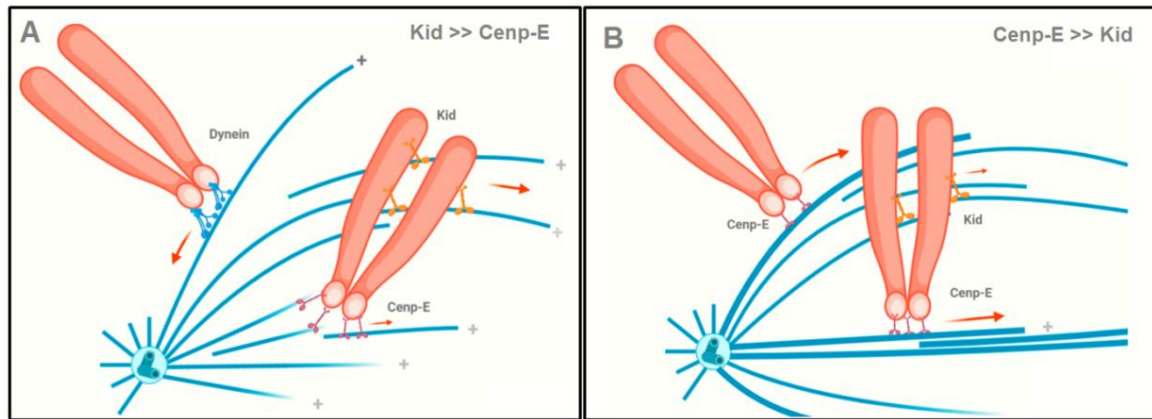 A
Kid >> Cenp-E
+
Dynein
Kid
+
+
Cenp-E
+
+
+
B
Cenp-E >> Kid
Cenp-E
Kid
Cenp-E
+